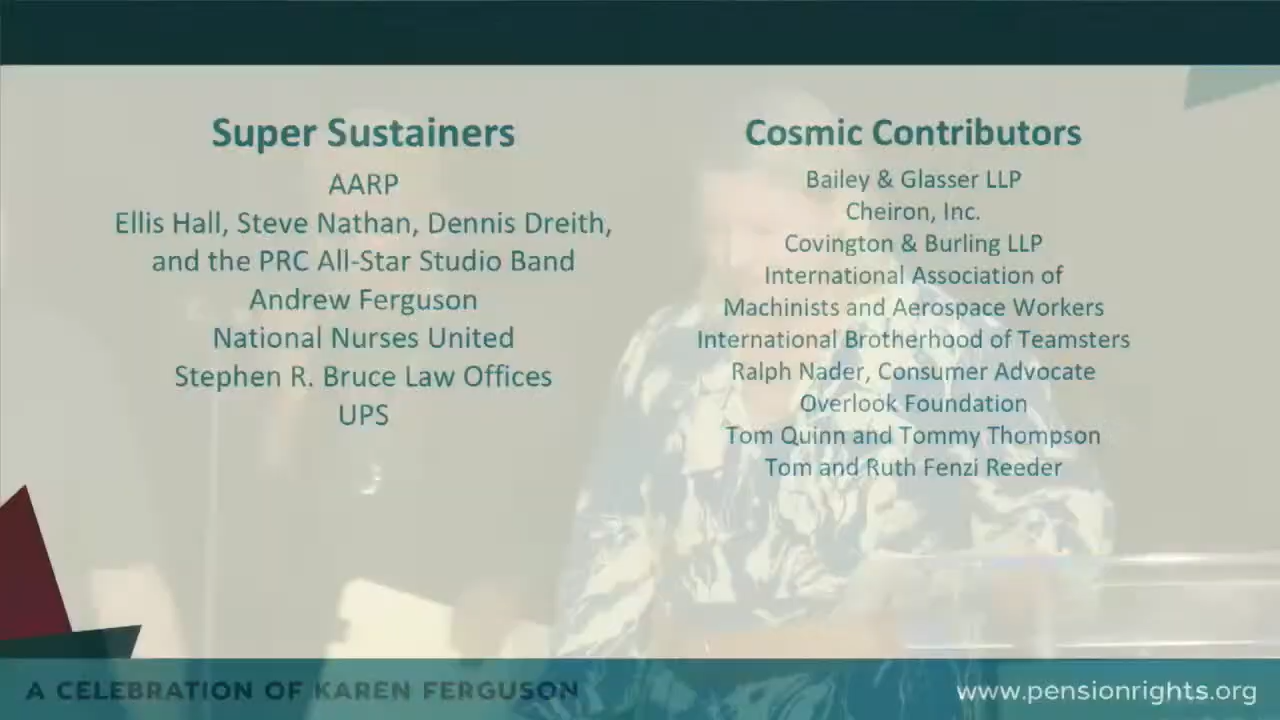 Super Sustainers
AARP
Ellis Hall, Steve Nathan, Dennis Dreith,
and the PRC All-Star Studio Band
Andrew Ferguson
National Nurses United
Stephen R. Bruce Law Offices
UPS
Cosmic Contributors
Bailey & Glasser LLP
Cheiron, Inc.
Covington & Burling LLP
International Association of
Machinists and Aerospace Workers
International Brotherhood of Teamsters
Ralph Nader, Consumer Advocate
Overlook Foundation
Tom Quinn and Tommy Thompson
Tom and Ruth Fenzi Reeder
A CELEBRATION OF KAREN FERGUSON
www.pensionrights.org